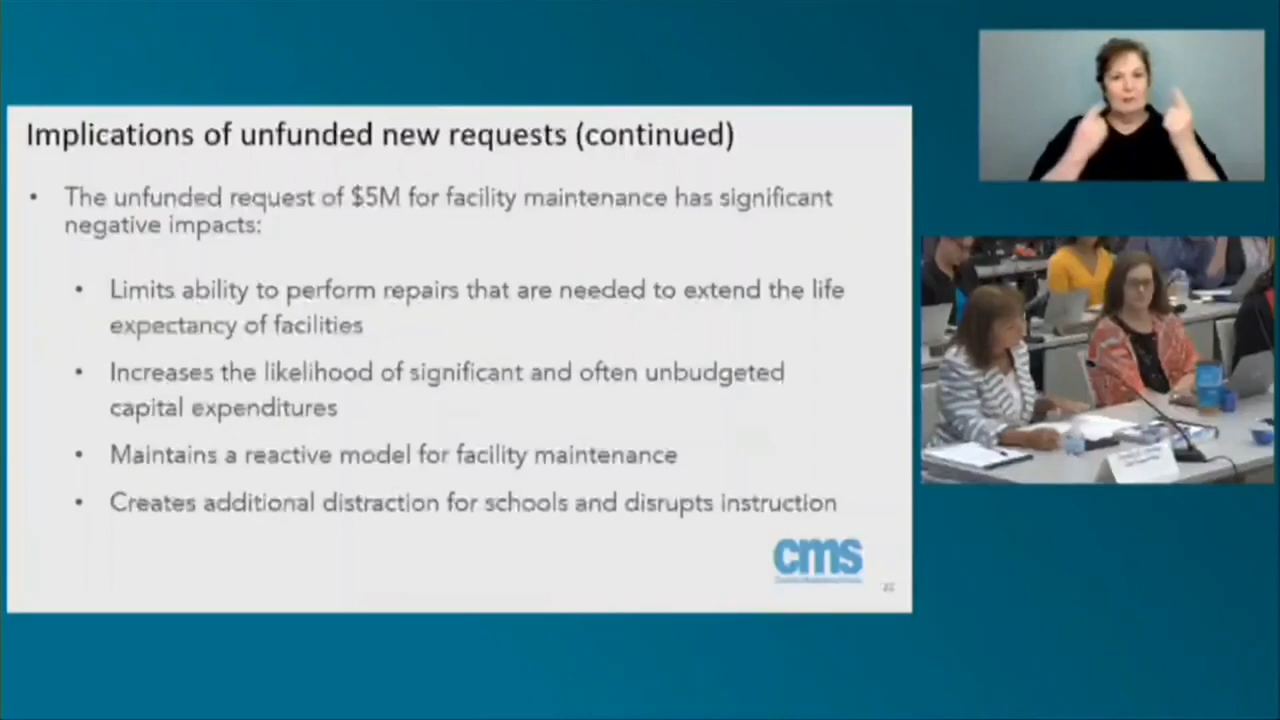 Implications of unfunded new requests (continued)
• The unfunded request of $5M for facility maintenance has significant
negative impacts:
• Limits ability to perform repairs that are needed to extend the life
expectancy of facilities
• Increases the likelihood of significant and often unbudgeted
capital expenditures
• Maintains a reactive model for facility maintenance
• Creates additional distraction for schools and disrupts instruction
cms